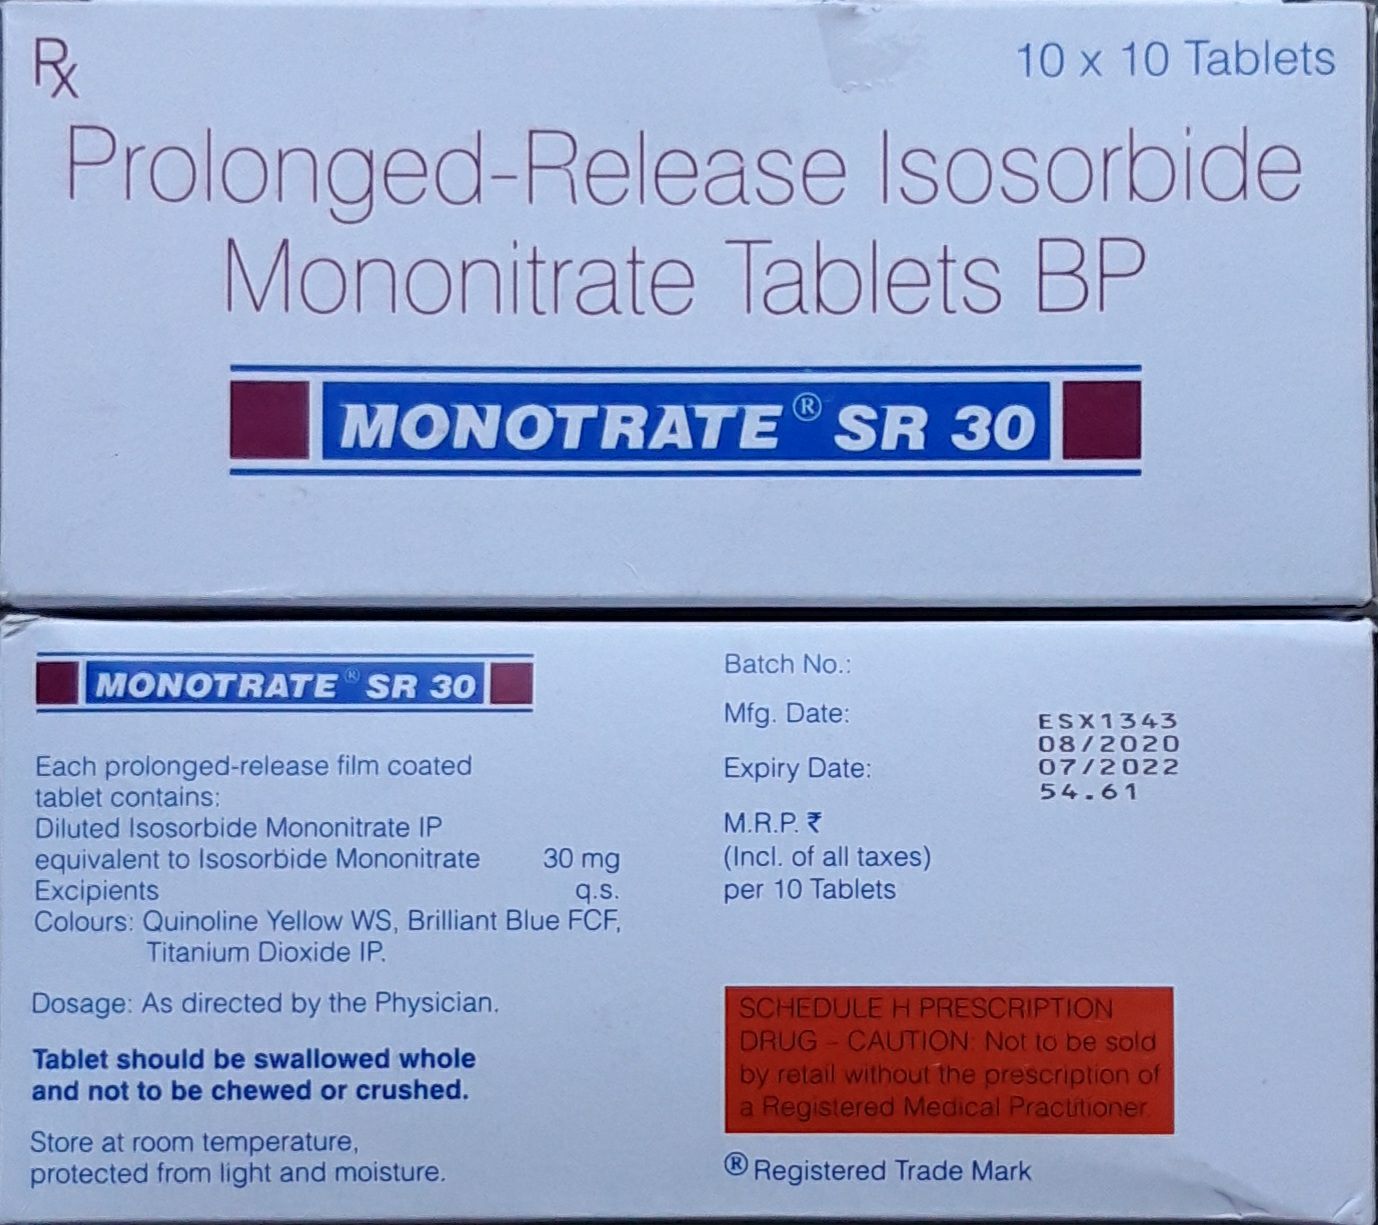 Rx
10 x 10 Tablets
Prolonged-Release Isosorbide
Mononitrate Tablets BP
MONOTRATE® SR 30
MONOTRATE® SR 30
Each prolonged-release film coated
tablet contains:
Diluted Isosorbide Mononitrate IP
equivalent to Isosorbide Mononitrate 30 mg
Excipients q.s.
Colours: Quinoline Yellow WS, Brilliant Blue FCF,
Titanium Dioxide IP.
Dosage: As directed by the Physician.
Tablet should be swallowed whole
and not to be chewed or crushed.
Store at room temperature,
protected from light and moisture.
Batch No.:
Mfg. Date:
Expiry Date:
M.R.P. ₹
(Incl. of all taxes)
per 10 Tablets
ESX1343
08/2020
07/2022
54.61
SCHEDULE H PRESCRIPTION
DRUG - CAUTION: Not to be sold
by retail without the prescription of
a Registered Medical Practitioner.
® Registered Trade Mark